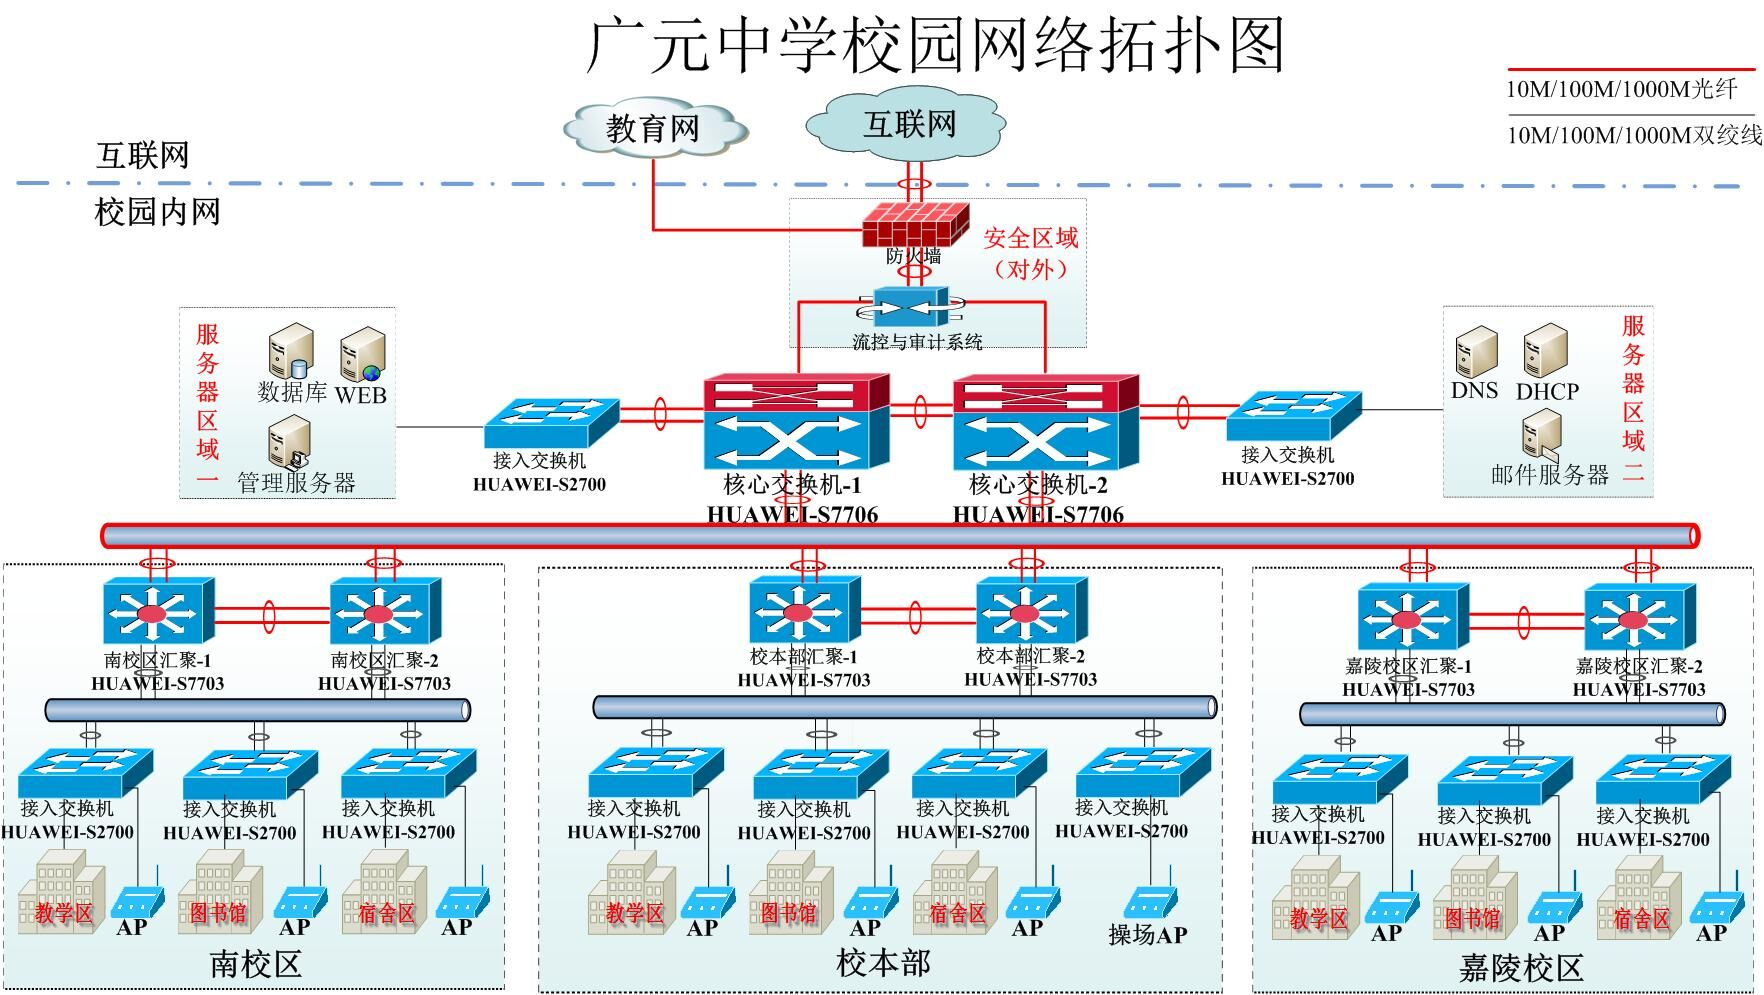 广元中学校园网络拓扑图
10M/100M/1000M光纤
10M/100M/1000M双绞线
教育网
互联网
互联网
校园内网
防火墙
安全区域
（对外）
流控与审计系统
服务器区域一
数据库
WEB
管理服务器
接入交换机
HUAWEI-S2700
核心交换机-1
HUAWEI-S7706
核心交换机-2
HUAWEI-S7706
接入交换机
HUAWEI-S2700
DNS
DHCP
邮件服务器
服务器区域二
南校区汇聚-1
HUAWEI-S7703
南校区汇聚-2
HUAWEI-S7703
接入交换机
HUAWEI-S2700
接入交换机
HUAWEI-S2700
接入交换机
HUAWEI-S2700
教学区
AP
图书馆
AP
宿舍区
AP
南校区
校本部汇聚-1
HUAWEI-S7703
校本部汇聚-2
HUAWEI-S7703
接入交换机
HUAWEI-S2700
接入交换机
HUAWEI-S2700
接入交换机
HUAWEI-S2700
接入交换机
HUAWEI-S2700
教学区
AP
图书馆
AP
宿舍区
AP
操场AP
校本部
嘉陵校区汇聚-1
HUAWEI-S7703
嘉陵校区汇聚-2
HUAWEI-S7703
接入交换机
HUAWEI-S2700
接入交换机
HUAWEI-S2700
接入交换机
HUAWEI-S2700
教学区
AP
图书馆
AP
宿舍区
AP
嘉陵校区